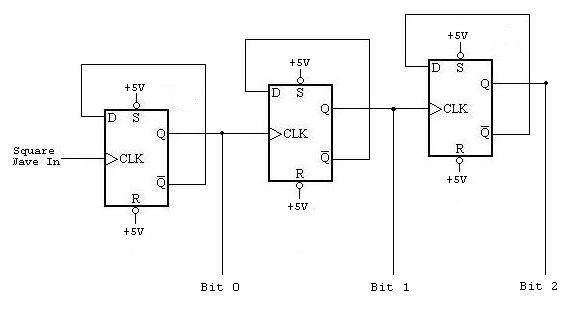 +5V
D S
Q
CLK
Q
R
+5V
+5V
D S
Q
CLK
Q
R
+5V
+5V
D S
Q
Square
Wave In
CLK
Q
R
+5V
Bit 0
Bit 1
Bit 2